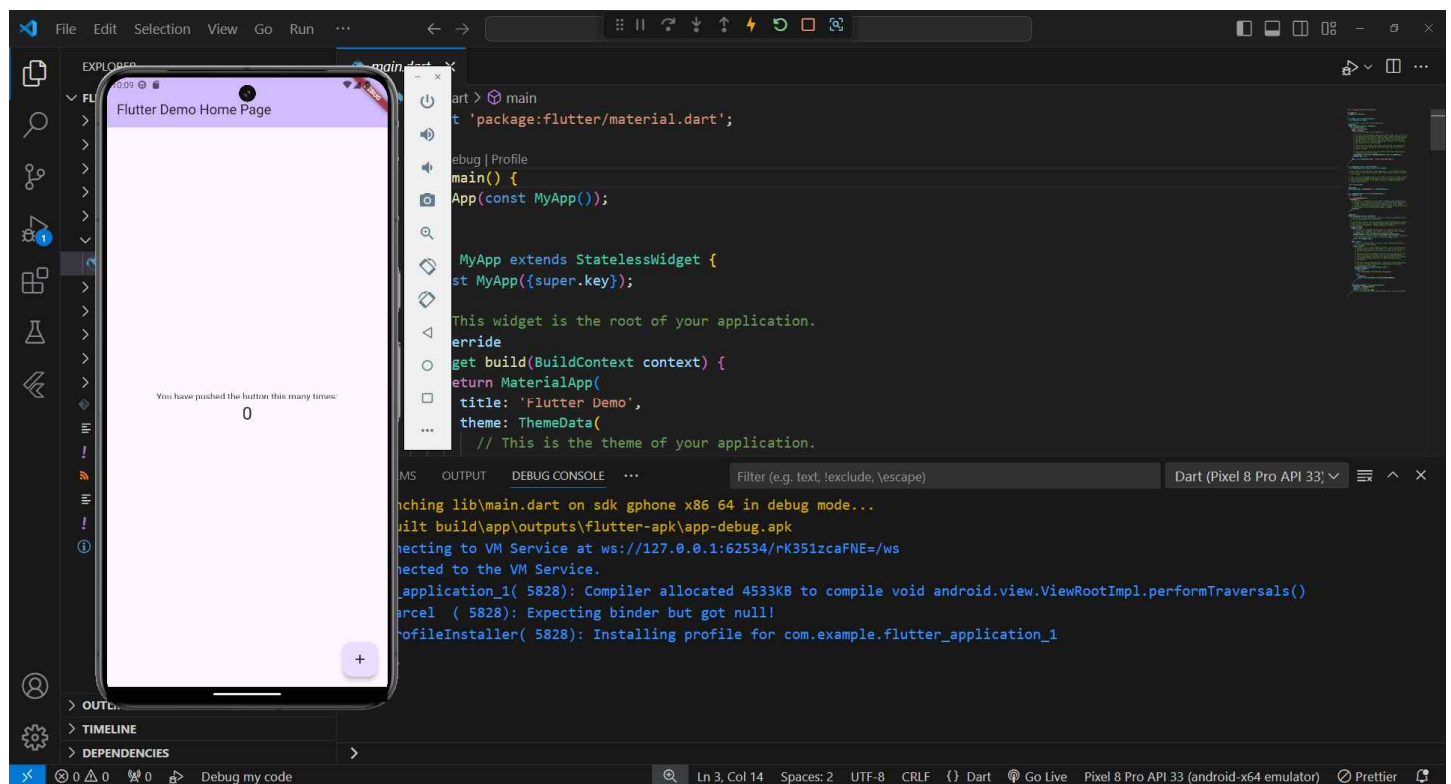 File Edit Selection View Go Run ...
EXPLORER
main.dart
FL
art > main
t 'package:flutter/material.dart';
ebug | Profile
main() {
App(const MyApp());
MyApp extends StatelessWidget {
st MyApp({super.key});
This widget is the root of your application.
erride
get build(BuildContext context) {
eturn MaterialApp(
title: 'Flutter Demo',
theme: ThemeData(
// This is the theme of your application.
10:09
DEBUG
Flutter Demo Home Page
You have pushed the button this many times:
0
+
MS OUTPUT DEBUG CONSOLE ... Filter (e.g. text, !exclude, \escape) Dart (Pixel 8 Pro API 33)
nching lib\main.dart on sdk gphone x86 64 in debug mode...
uilt build\app\outputs\flutter-apk\app-debug.apk
necting to VM Service at ws://127.0.0.1:62534/rK351zcaFNE=/ws
nected to the VM Service.
_application_1( 5828): Compiler allocated 4533KB to compile void android.view.ViewRootImpl.performTraversals()
arcel ( 5828): Expecting binder but got null!
rofileInstaller( 5828): Installing profile for com.example.flutter_application_1
OUTLI
TIMELINE
DEPENDENCIES
1
0 0 0 Debug my code Ln 3, Col 14 Spaces: 2 UTF-8 CRLF {} Dart Go Live Pixel 8 Pro API 33 (android-x64 emulator) Prettier